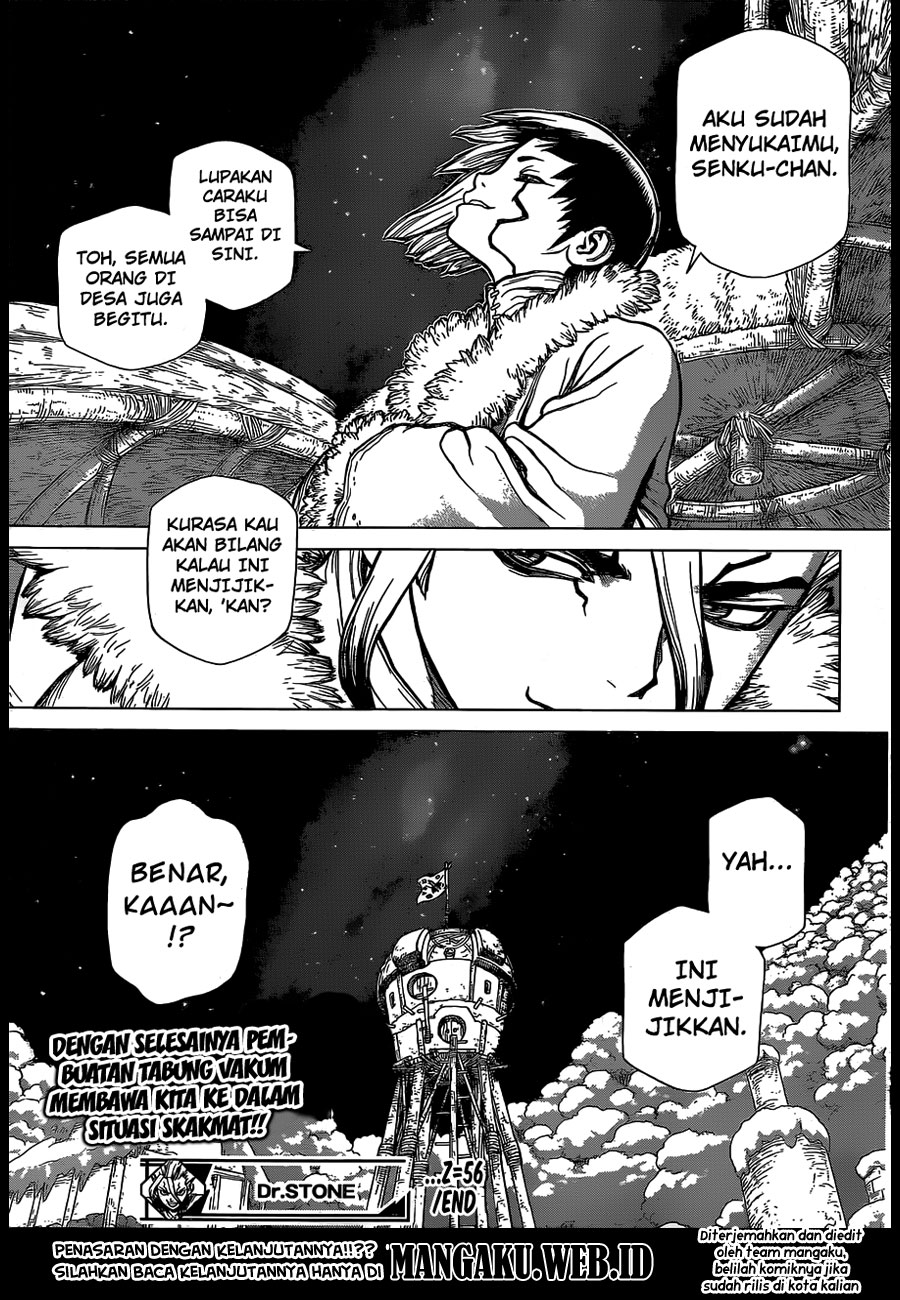 AKU SUDAH
MENYUKAIMU,
SENKU-CHAN.
LUPAKAN
CARAKU
BISA
SAMPAI DI
SINI.
TOH, SEMUA
ORANG DI
DESA JUGA
BEGITU.
KURASA KAU
AKAN BILANG
KALAU INI
MENJIJIK-
KAN, 'KAN?
YAH...
INI
MENJI-
JIKKAN.
BENAR,
KAAAN~
!?
DENGAN SELESAINYA PEM-
BUATAN TABUNG VAKUM
MEMBAWA KITA KE DALAM
SITUASI SKAKMAT!!
Dr.STONE
...Z=56
/END
PENASARAN DENGAN KELANJUTANNYA!!??
SILAHKAN BACA KELANJUTANNYA HANYA DI
MANGAKU.WEB.ID
Diterjemahkan dan diedit
oleh team mangaku,
belilah komiknya jika
sudah rilis di kota kalian